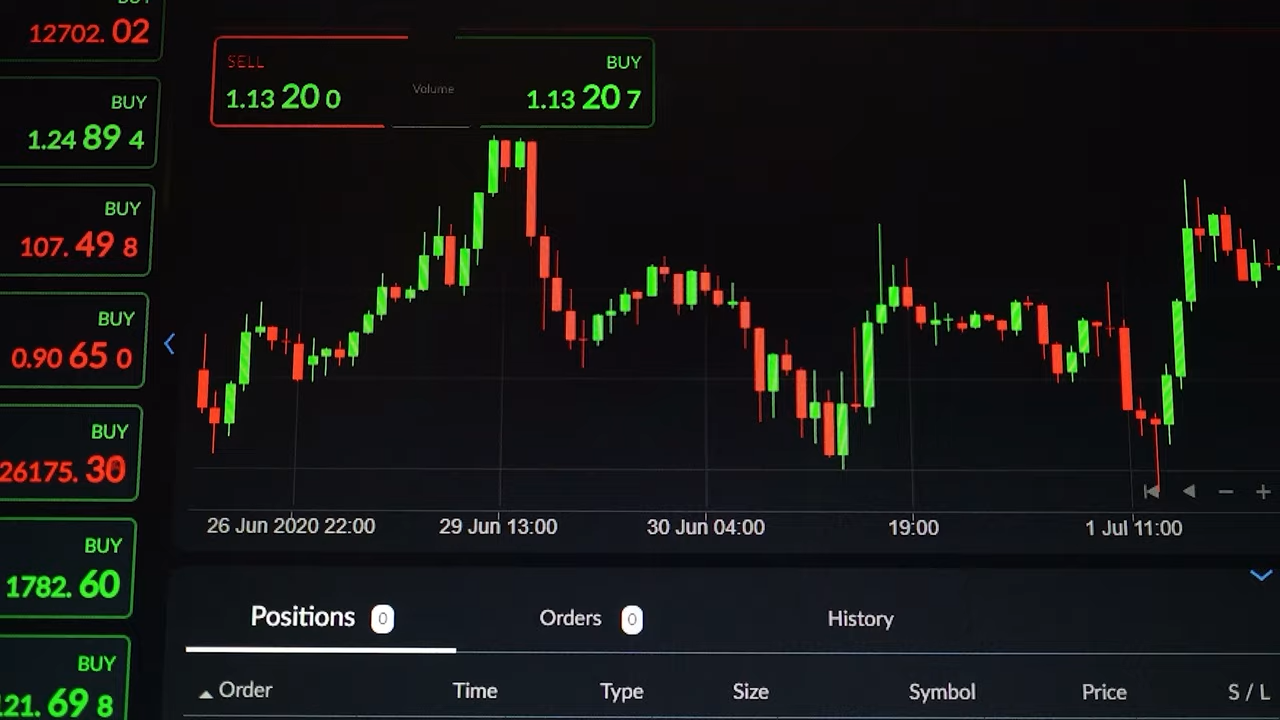 BUY
12702. 02
BUY
1.24 89 4
BUY
107. 49 8
BUY
0.90 65 0
BUY
26175. 30
BUY
1782. 60
BUY
121. 69 8
SELL
1.13 20 0
Volume
BUY
1.13 20 7
26 Jun 2020 22:00 29 Jun 13:00 30 Jun 04:00 19:00 1 Jul 11:00
Positions 0 Orders 0 History
Order Time Type Size Symbol Price S / L